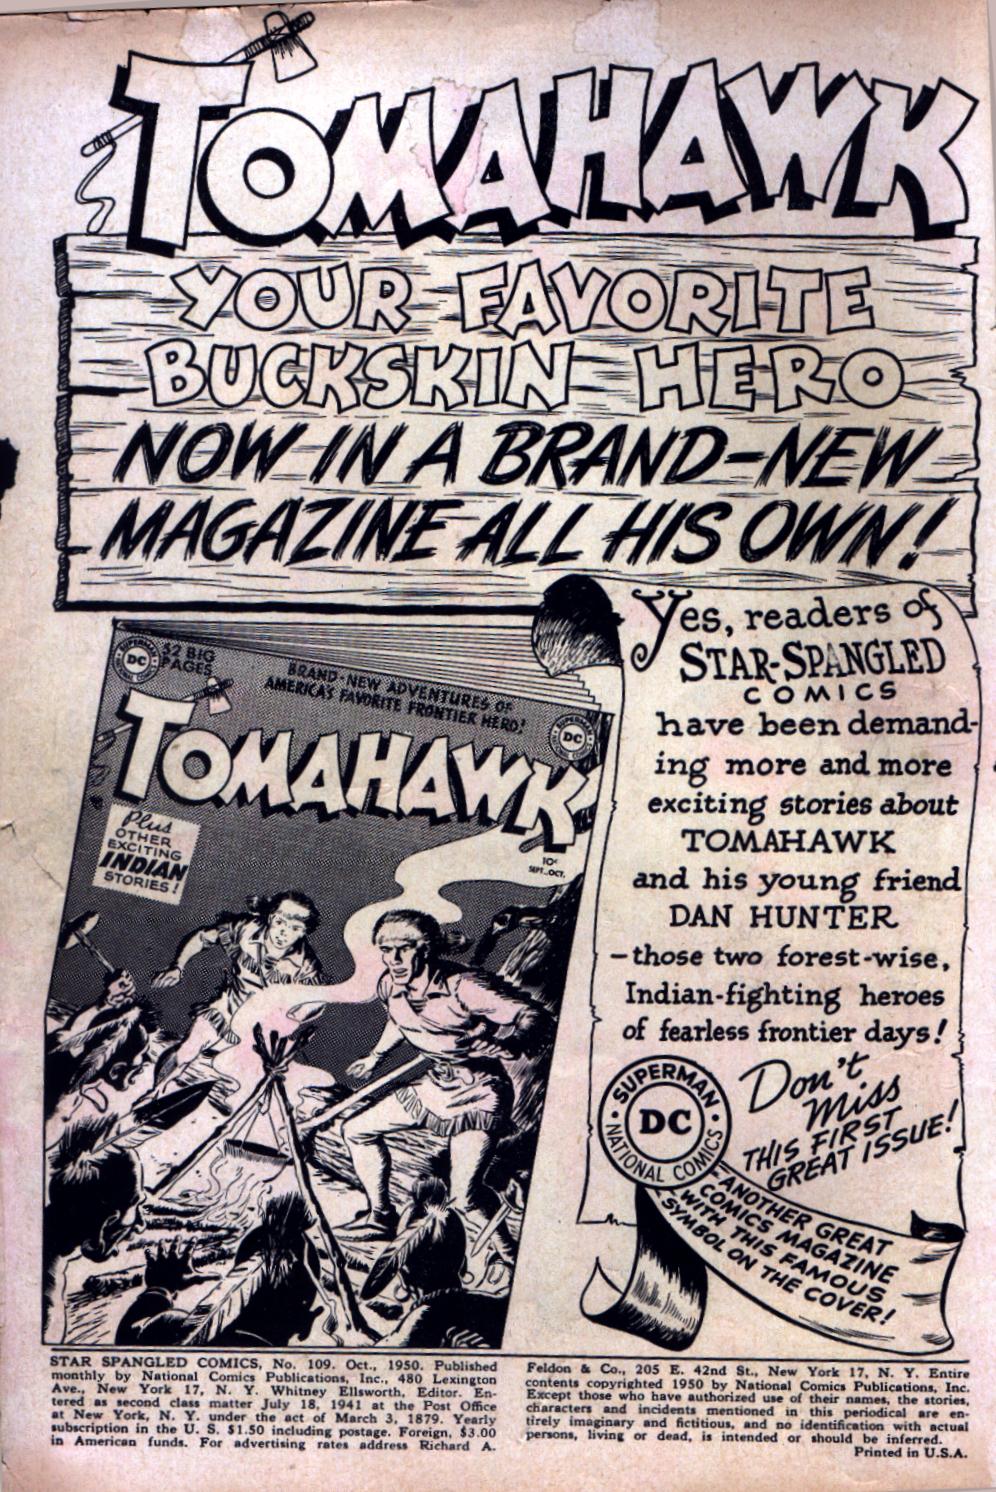 TOMAHAWK
YOUR FAVORITE
BUCKSKIN HERO
NOW IN A BRAND-NEW
MAGAZINE ALL HIS OWN!
SUPERMAN
DC
52 BIG
PAGES
BRAND-NEW ADVENTURES OF
AMERICA'S FAVORITE FRONTIER HERO!
SUPERMAN
DC
TOMAHAWK
Plus
OTHER
EXCITING
INDIAN
STORIES!
10¢
SEPT.-OCT.
Yes, readers of
STAR-SPANGLED
COMICS
have been demand-
ing more and more
exciting stories about
TOMAHAWK
and his young friend
DAN HUNTER
-those two forest-wise,
Indian-fighting heroes
of fearless frontier days!
SUPERMAN
DC
NATIONAL COMICS
Don't
Miss
THIS FIRST
GREAT ISSUE!
ANOTHER GREAT
COMICS MAGAZINE
WITH THIS FAMOUS
SYMBOL ON THE COVER!
STAR SPANGLED COMICS, No. 109. Oct., 1950. Published
monthly by National Comics Publications, Inc., 480 Lexington
Ave., New York 17, N. Y. Whitney Ellsworth, Editor. En-
tered as second class matter July 18, 1941 at the Post Office
at New York, N. Y. under the act of March 3, 1879. Yearly
subscription in the U. S. $1.50 including postage. Foreign, $3.00
in American funds. For advertising rates address Richard A.
Feldon & Co., 205 E. 42nd St., New York 17, N. Y. Entire
contents copyrighted 1950 by National Comics Publications, Inc.
Except those who have authorized use of their names, the stories,
characters and incidents mentioned in this periodical are en-
tirely imaginary and fictitious, and no identification with actual
persons, living or dead, is intended or should be inferred.
Printed in U.S.A.